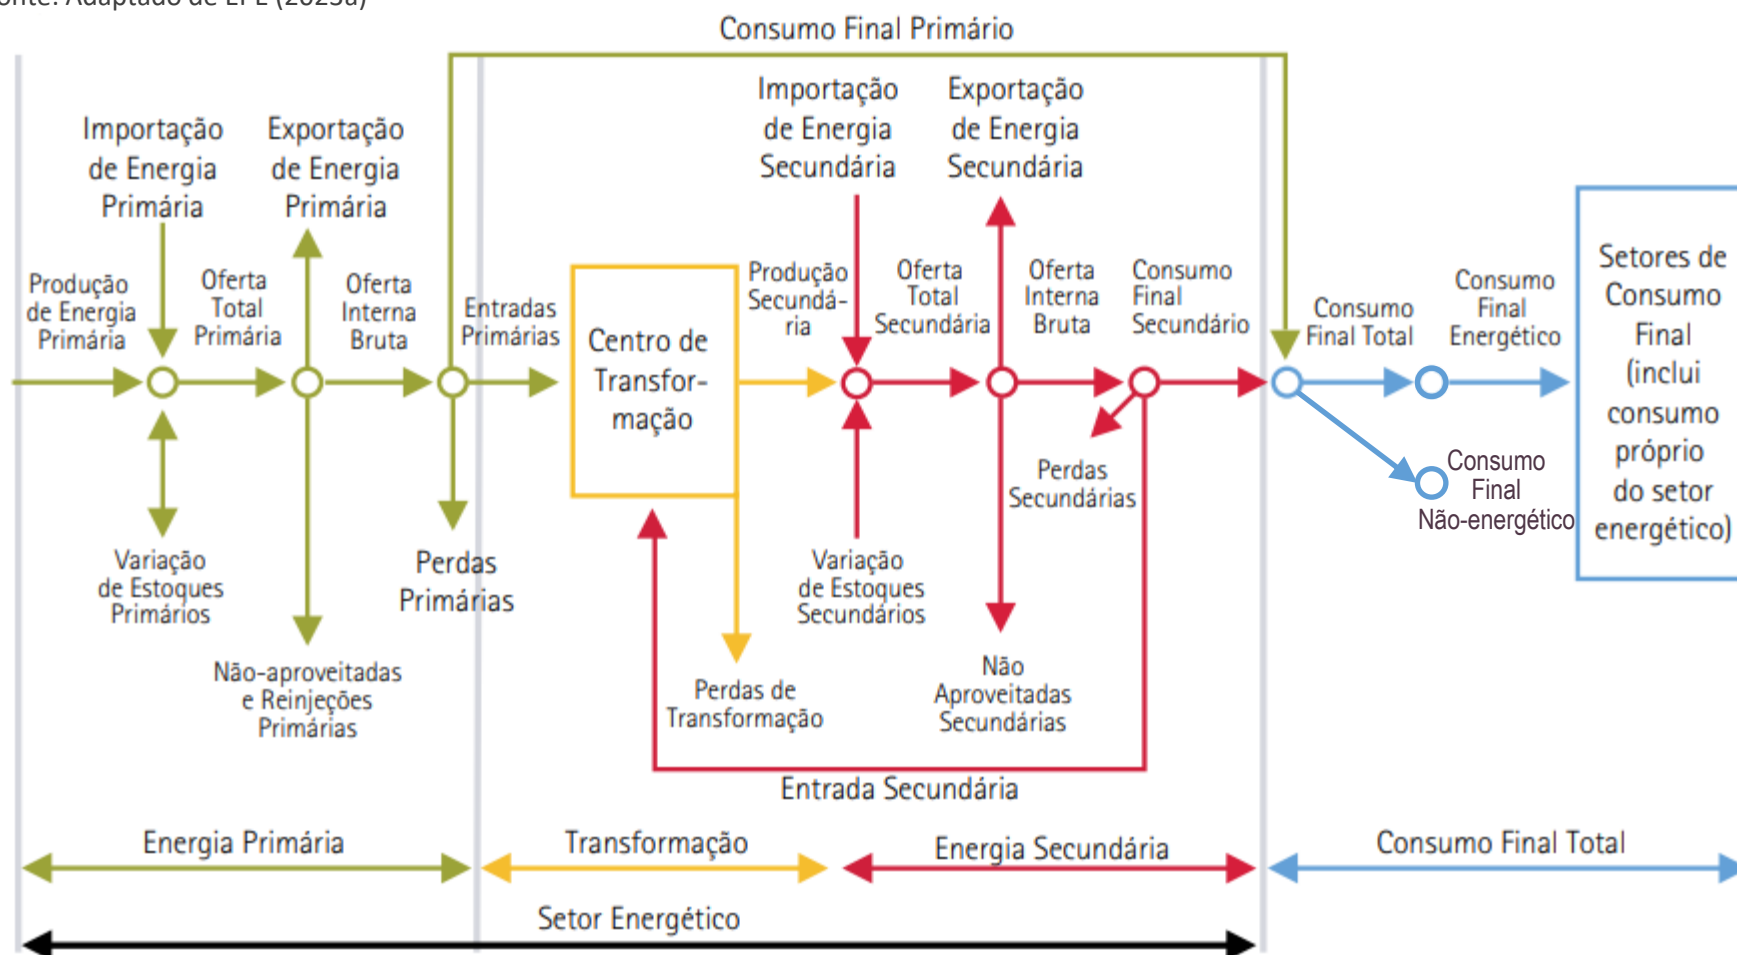 Fonte: Adaptado de EPE (2023a)
Consumo Final Primário
Importação
de Energia
Primária
Exportação
de Energia
Primária
Importação
de Energia
Secundária
Exportação
de Energia
Secundária
Produção
de Energia
Primária
Oferta
Total
Primária
Oferta
Interna
Bruta
Entradas
Primárias
Centro de
Transfor-
mação
Produção
Secundá-
ria
Oferta
Total
Secundária
Oferta
Interna
Bruta
Consumo
Final
Secundário
Consumo
Final Total
Consumo
Final
Energético
Setores de
Consumo
Final
(inclui
consumo
próprio
do setor
energético)
Consumo
Final
Não-energético
Variação
de Estoques
Primários
Perdas
Primárias
Não-aproveitadas
e Reinjeções
Primárias
Perdas de
Transformação
Variação
de Estoques
Secundários
Perdas
Secundárias
Não
Aproveitadas
Secundárias
Entrada Secundária
Energia Primária
Transformação
Energia Secundária
Consumo Final Total
Setor Energético